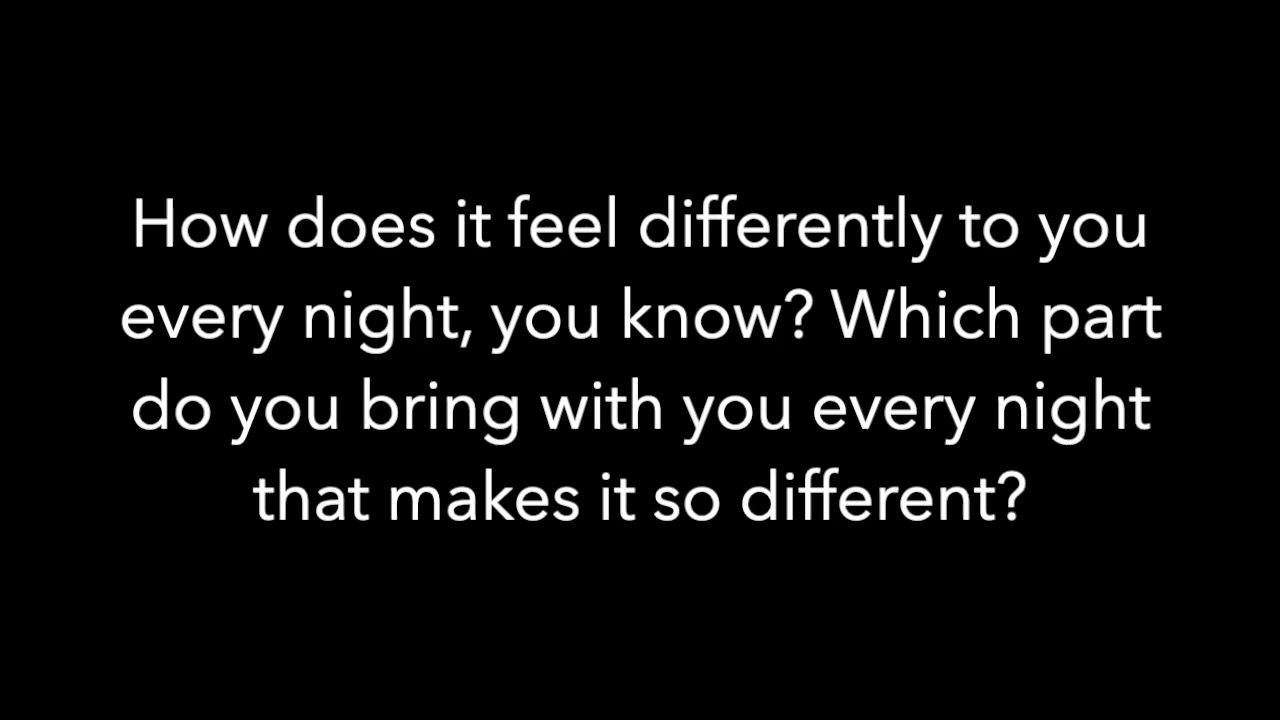 How does it feel differently to you
every night, you know? Which part
do you bring with you every night
that makes it so different?